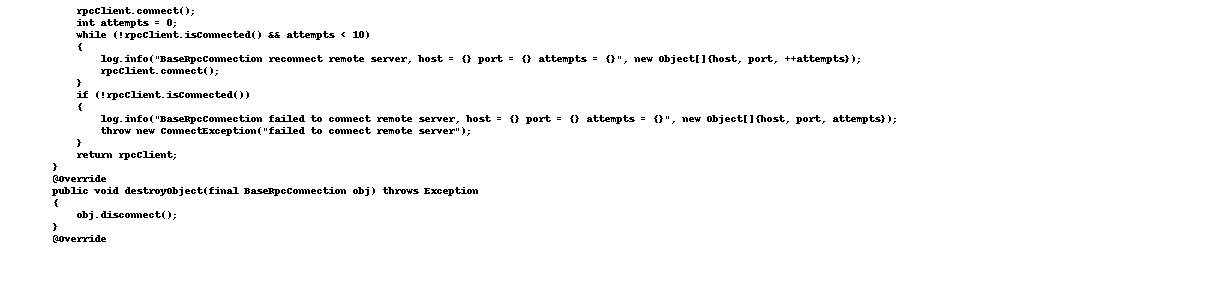 rpcClient.connect();
int attempts = 0;
while (!rpcClient.isConnected() && attempts < 10)
{
log.info("BaseRpcConnection reconnect remote server, host = {} port = {} attempts = {}", new Object[]{host, port, ++attempts});
rpcClient.connect();
}
if (!rpcClient.isConnected())
{
log.info("BaseRpcConnection failed to connect remote server, host = {} port = {} attempts = {}", new Object[]{host, port, attempts});
throw new ConnectException("failed to connect remote server");
}
return rpcClient;
}
@Override
public void destroyObject(final BaseRpcConnection obj) throws Exception
{
obj.disconnect();
}
@Override